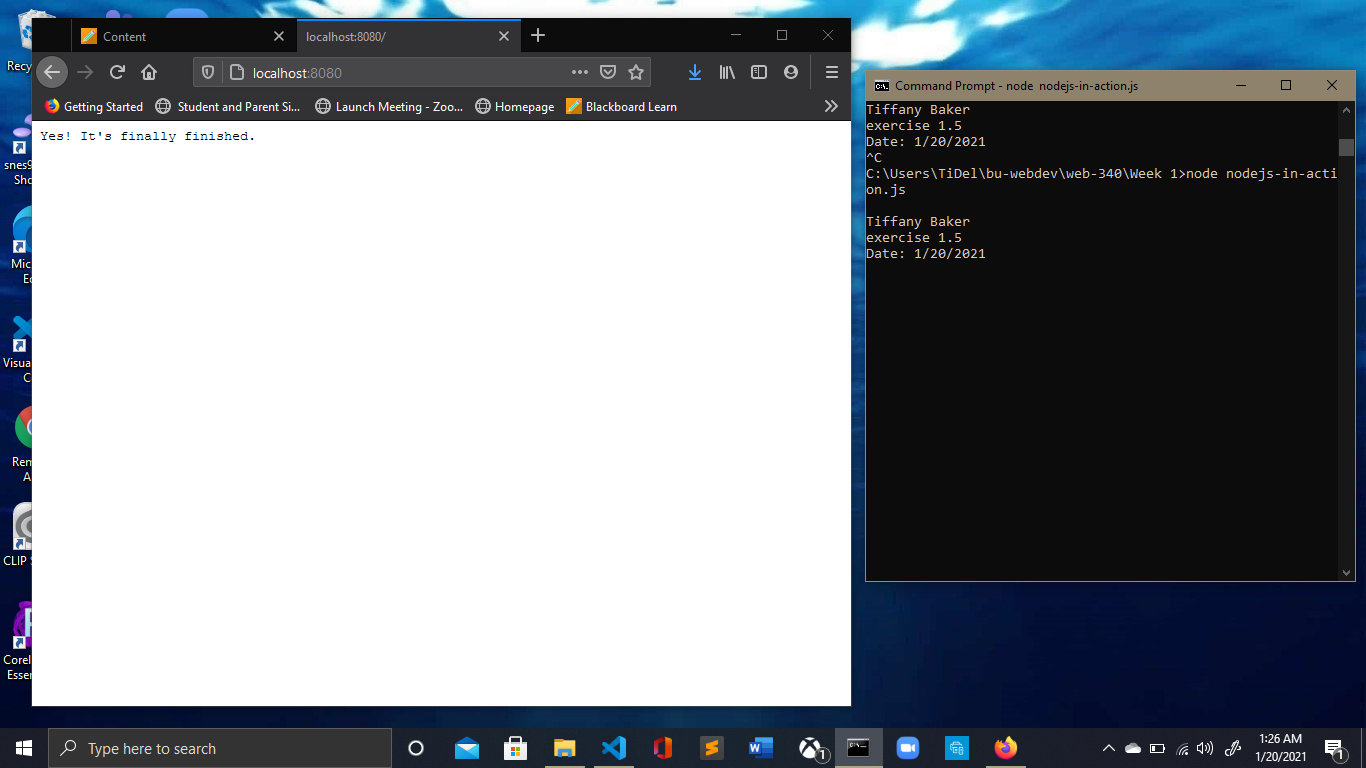 Content
localhost:8080/
localhost:8080
Getting Started
Student and Parent Si...
Launch Meeting - Zoo...
Homepage
Blackboard Learn
Yes! It's finally finished.
Command Prompt - node  nodejs-in-action.js
Tiffany Baker
exercise 1.5
Date: 1/20/2021
^C
C:\Users\TiDel\bu-webdev\web-340\Week 1>node nodejs-in-acti
on.js
Tiffany Baker
exercise 1.5
Date: 1/20/2021
Recy
snes9
Sho
Mic
Ec
Visua
C
Ren
A
CLIP S
Corel
Essen
Type here to search
1
1:26 AM
1/20/2021
1